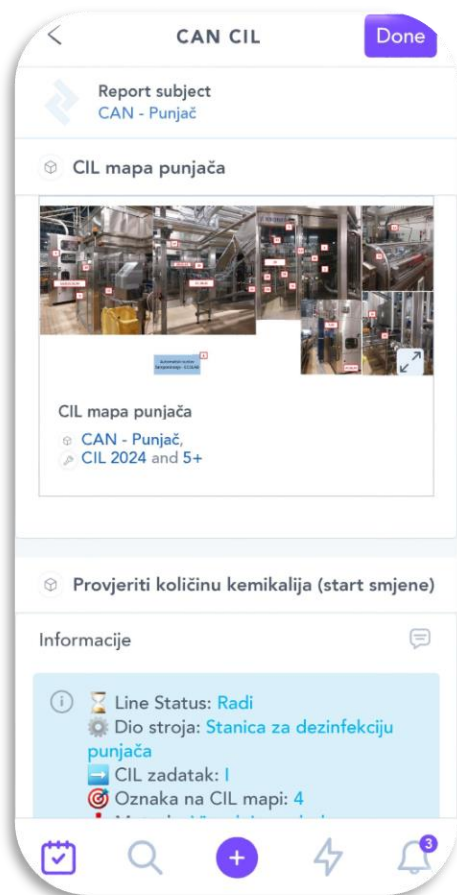 CAN CIL
Done
Report subject
CAN - Punjač
CIL mapa punjača
CIL mapa punjača
CAN - Punjač,
CIL 2024 and 5+
Provjeriti količinu kemikalija (start smjene)
Informacije
Line Status: Radi
Dio stroja: Stanica za dezinfekciju
punjača
CIL zadatak: I
Oznaka na CIL mapi: 4
3